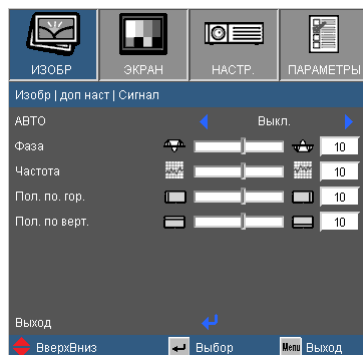 ИЗОБР ЭКРАН НАСТР. ПАРАМЕТРЫ
Изобр | доп наст | Сигнал
АВТО Выкл.
Фаза 10
Частота 10
Пол. по. гор. 10
Пол. по верт. 10
Выход
ВверхВниз Выбор Menu Выход